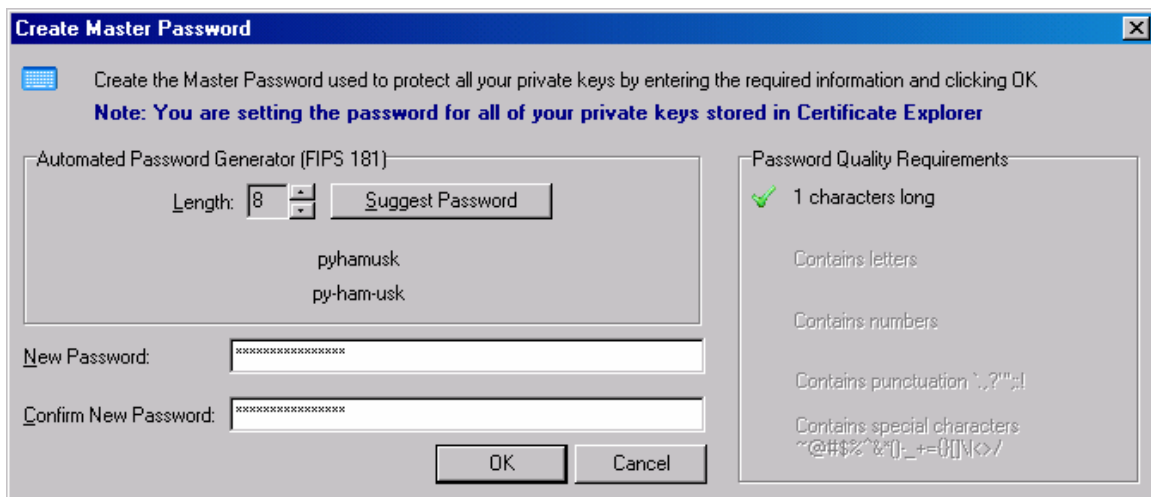 Create Master Password
Create the Master Password used to protect all your private keys by entering the required information and clicking OK
Note: You are setting the password for all of your private keys stored in Certificate Explorer
Automated Password Generator (FIPS 181)
Length: 8 Suggest Password
pyhamusk
py-ham-usk
New Password: ****************
Confirm New Password: ****************
OK Cancel
Password Quality Requirements
1 characters long
Contains letters
Contains numbers
Contains punctuation `.,?'";:!
Contains special characters
~@#$%^&*()-_+={}[]\|<>/